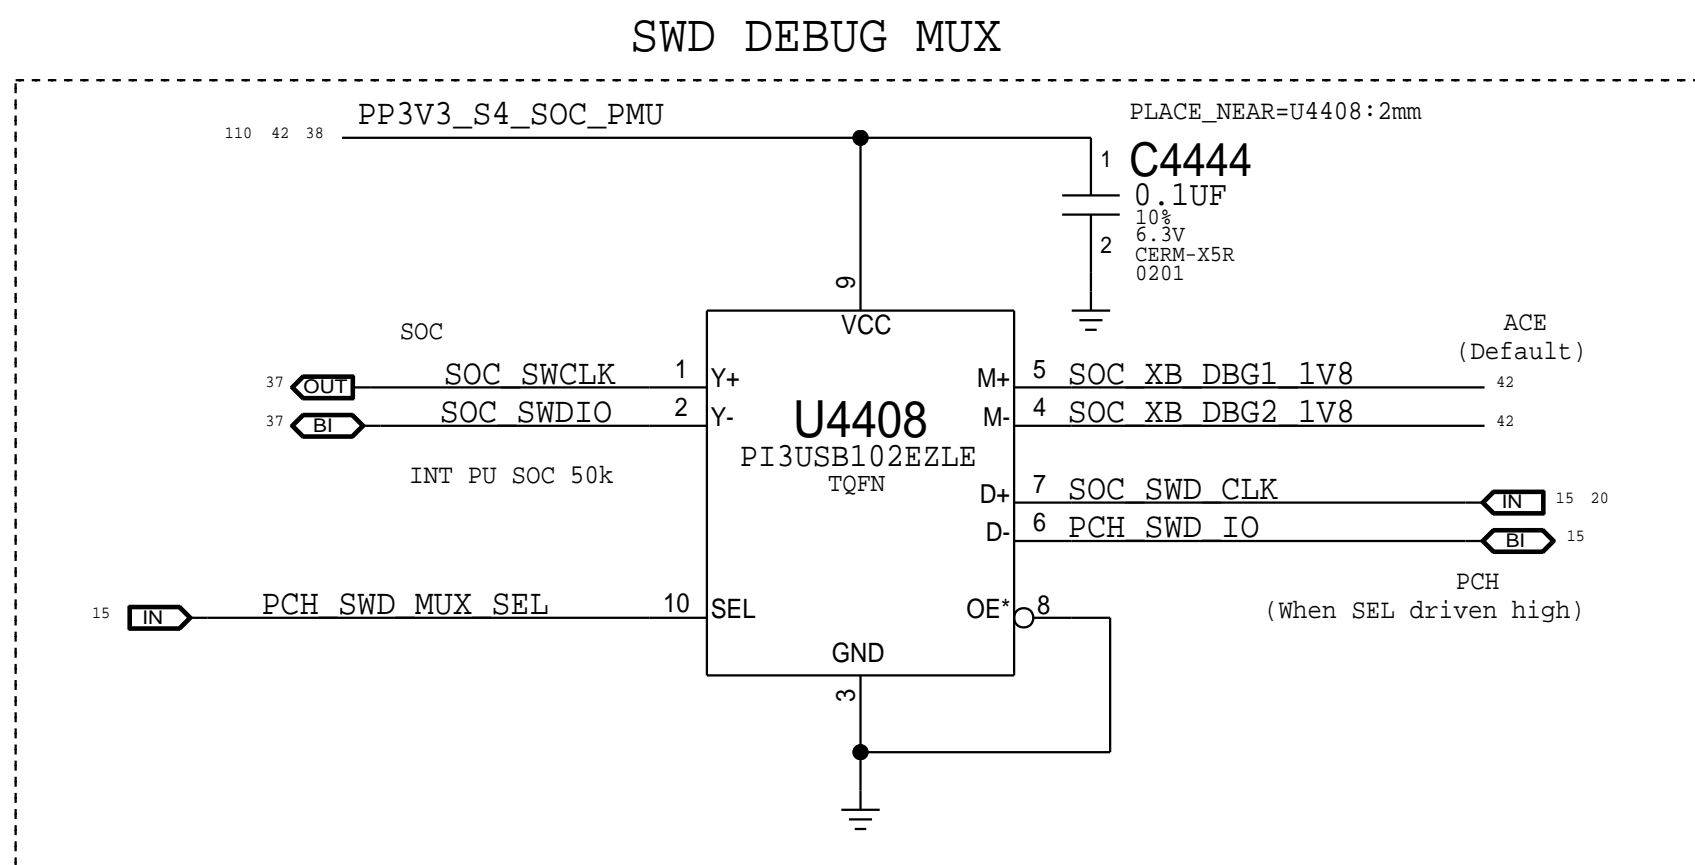 SWD DEBUG MUX
PP3V3_S4_SOC_PMU
110 42 38
PLACE_NEAR=U4408:2mm
1
C4444
0.1UF
10%
6.3V
CERM-X5R
0201
2
9
VCC
SOC
ACE
(Default)
37 OUT SOC_SWCLK 1 Y+
M+ 5 SOC_XB_DBG1_1V8 42
37 BI SOC_SWDIO 2 Y-
M- 4 SOC_XB_DBG2_1V8 42
U4408
PI3USB102EZLE
TQFN
INT PU SOC 50k
D+ 7 SOC_SWD_CLK IN 15 20
D- 6 PCH_SWD_IO BI 15
PCH
(When SEL driven high)
15 IN PCH_SWD_MUX_SEL 10 SEL
OE* 8
GND
3